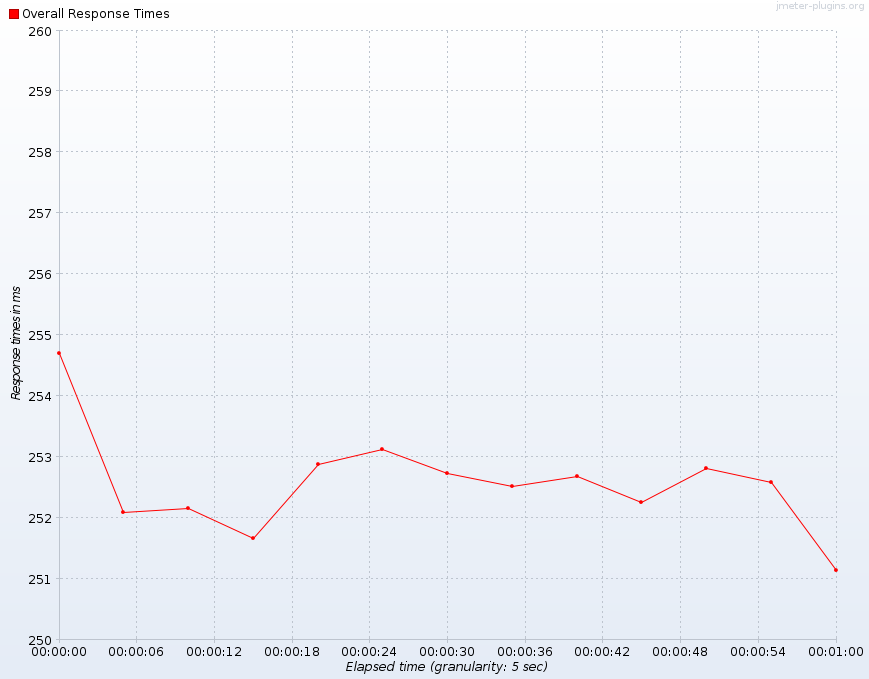 jmeter-plugins.org
Overall Response Times
260
259
258
257
256
255
254
253
252
251
250
Response times in ms
00:00:00 00:00:06 00:00:12 00:00:18 00:00:24 00:00:30 00:00:36 00:00:42 00:00:48 00:00:54 00:01:00
Elapsed time (granularity: 5 sec)